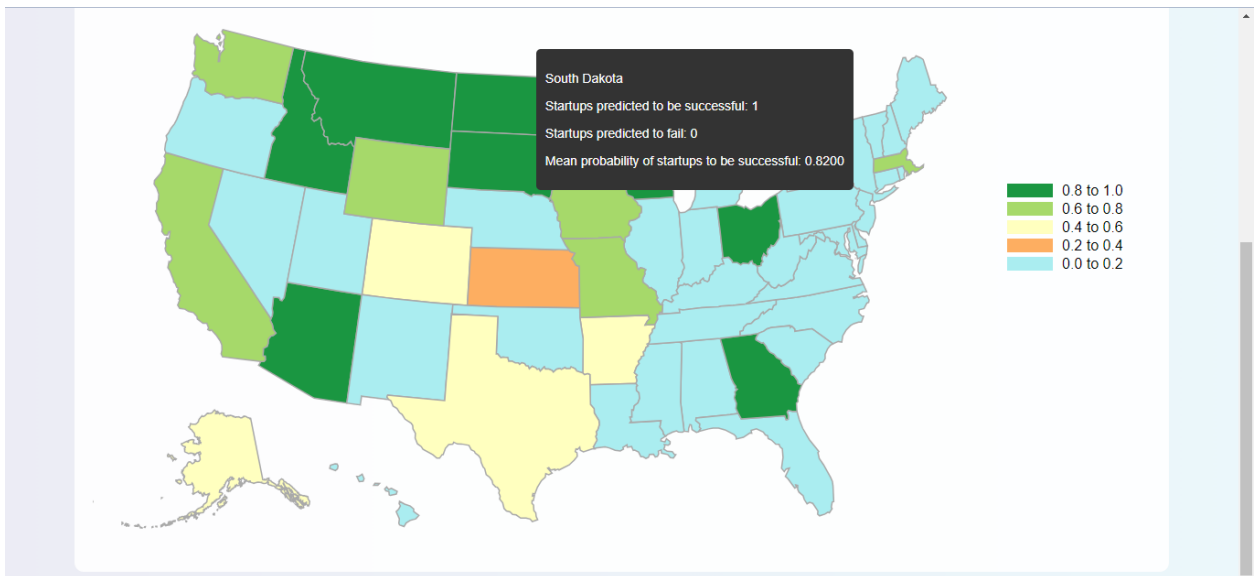 South Dakota
Startups predicted to be successful: 1
Startups predicted to fail: 0
Mean probability of startups to be successful: 0.8200
0.8 to 1.0
0.6 to 0.8
0.4 to 0.6
0.2 to 0.4
0.0 to 0.2